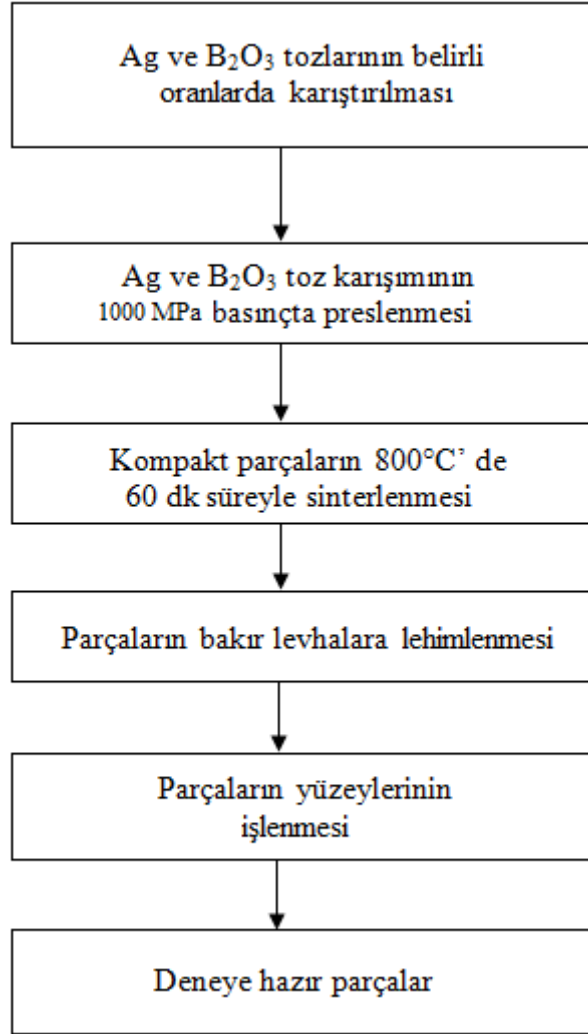 Ag ve B₂O₃ tozlarının belirli
oranlarda karıştırılması
Ag ve B₂O₃ toz karışımının
1000 MPa basınçta preslenmesi
Kompakt parçaların 800°C’ de
60 dk süreyle sinterlenmesi
Parçaların bakır levhalara lehimlenmesi
Parçaların yüzeylerinin
işlenmesi
Deneye hazır parçalar